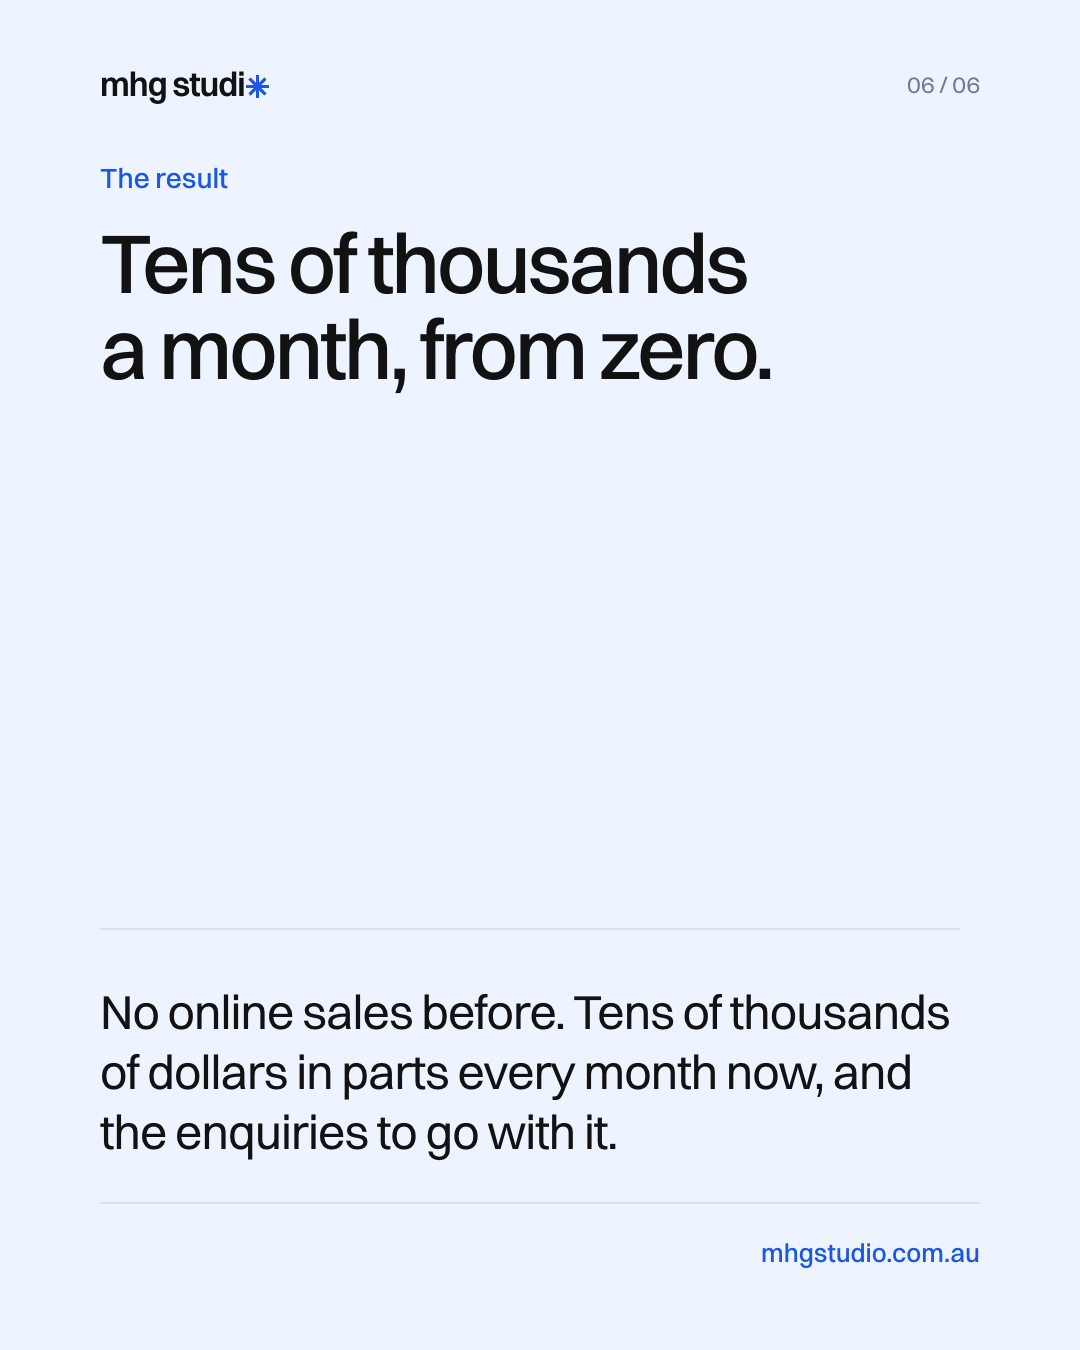 mhg studi*
06 / 06
The result
Tens of thousands
a month, from zero.
No online sales before. Tens of thousands
of dollars in parts every month now, and
the enquiries to go with it.
mhgstudio.com.au